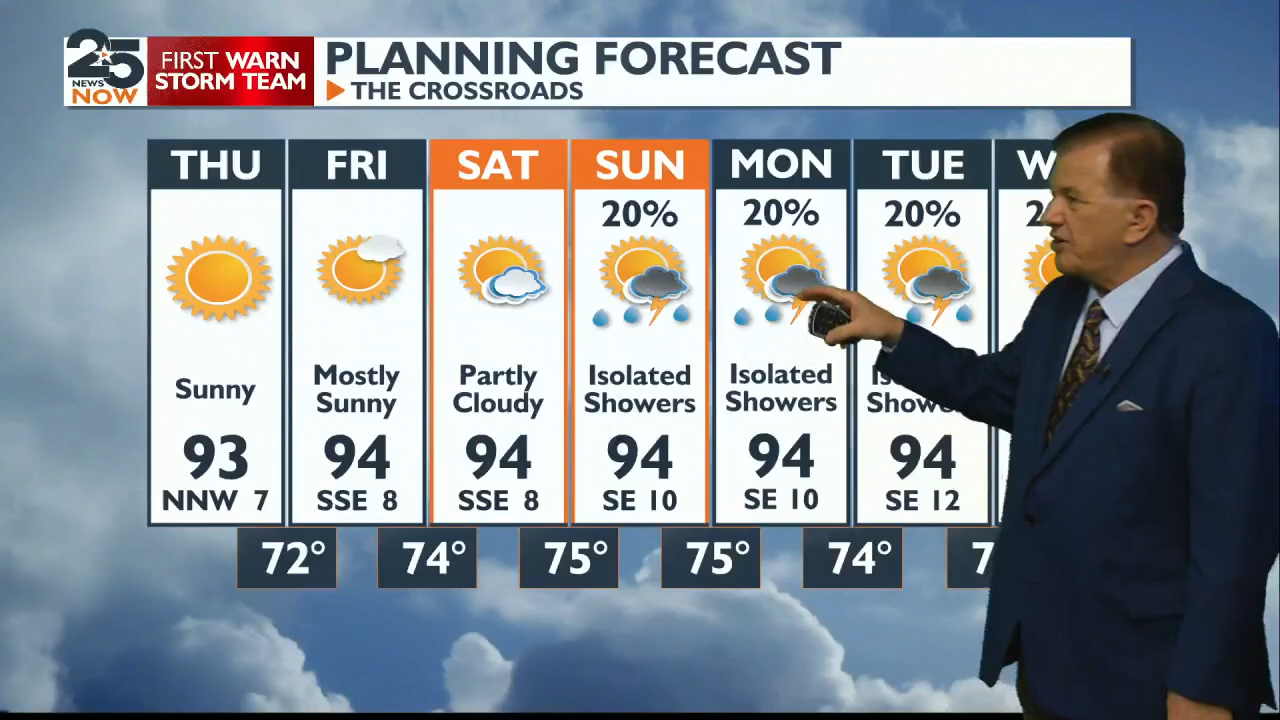 25
NEWS
NOW
FIRST WARN
STORM TEAM
PLANNING FORECAST
THE CROSSROADS
THU FRI SAT SUN MON TUE W
20% 20% 20% 2
Sunny
Mostly
Sunny
Partly
Cloudy
Isolated
Showers
Isolated
Showers
93 94 94 94 94 94
NNW 7 SSE 8 SSE 8 SE 10 SE 10 SE 12
72° 74° 75° 75° 74° 7